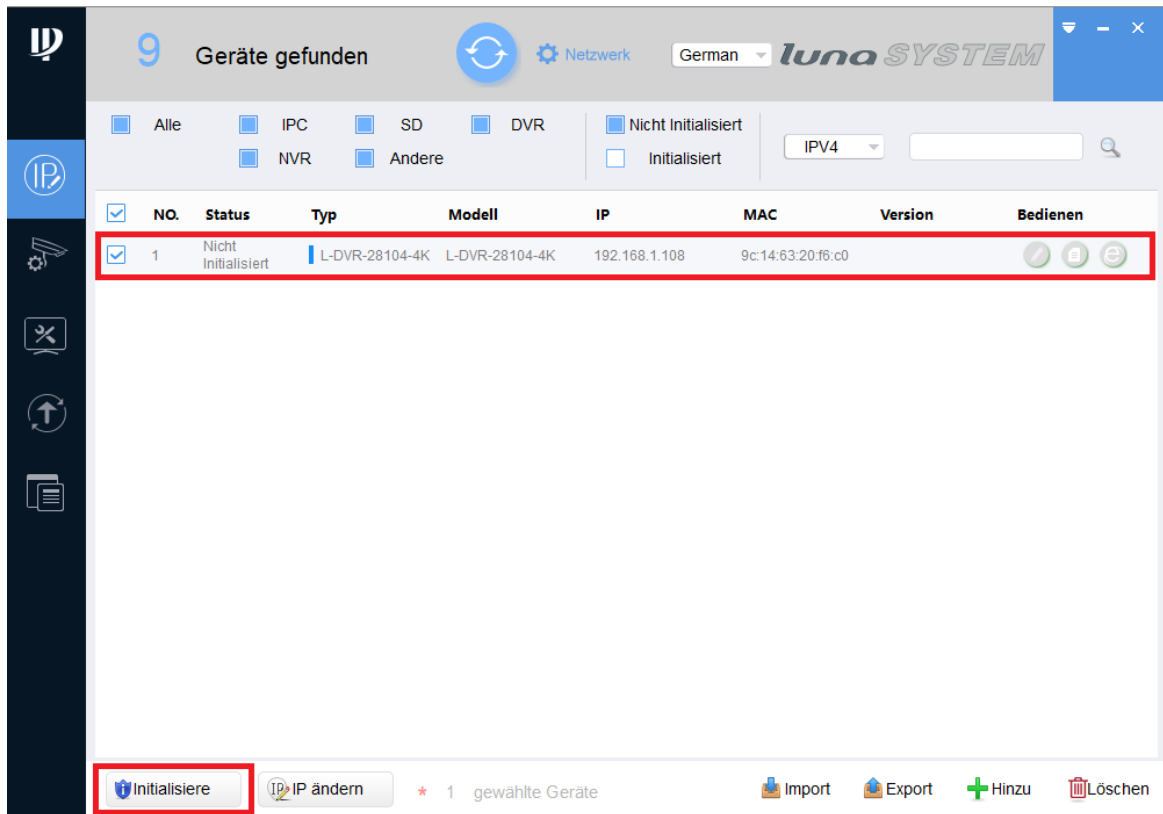 9 Geräte gefunden Netzwerk German luna SYSTEM
Alle IPC SD DVR Nicht Initialisiert
NVR Andere Initialisiert IPV4
NO. Status Typ Modell IP MAC Version Bedienen
1 Nicht Initialisiert L-DVR-28104-4K L-DVR-28104-4K 192.168.1.108 9c:14:63:20:f6:c0
Initialisiere IP IP ändern * 1 gewählte Geräte Import Export Hinzu Löschen